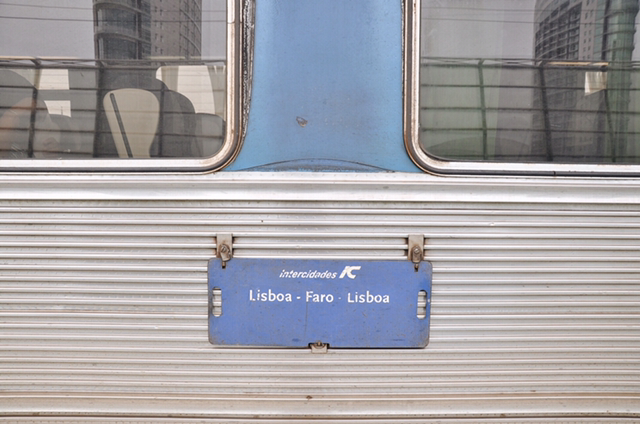 intercidades IC
Lisboa - Faro - Lisboa